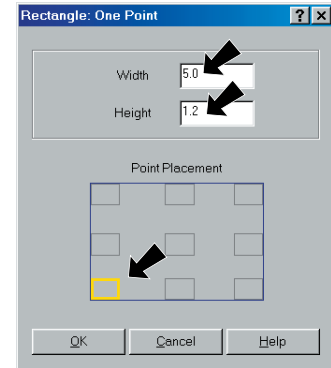 Rectangle: One Point
Width 5.0
Height 1.2
Point Placement
OK Cancel Help